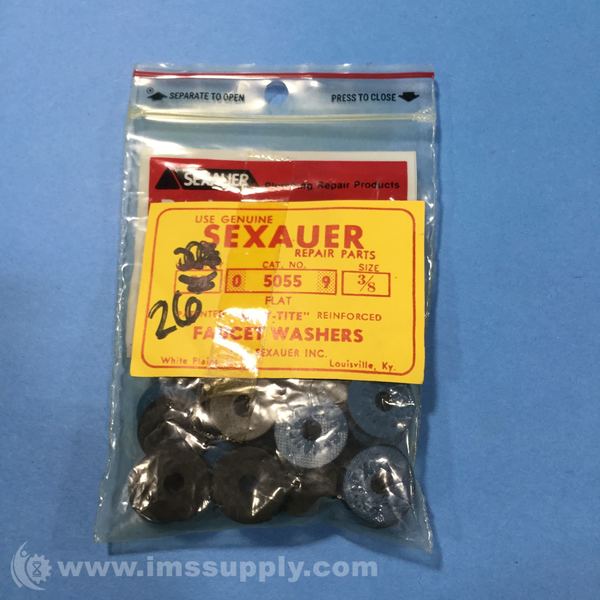 SEPARATE TO OPEN PRESS TO CLOSE
SEXAUER Repair Products
USE GENUINE
SEXAUER
REPAIR PARTS
CAT. NO. SIZE
0 5055 9 3/8
FLAT
26
REINFORCED
FAUCET WASHERS
SEXAUER INC.
White Louisville, Ky.
www.imssupply.com